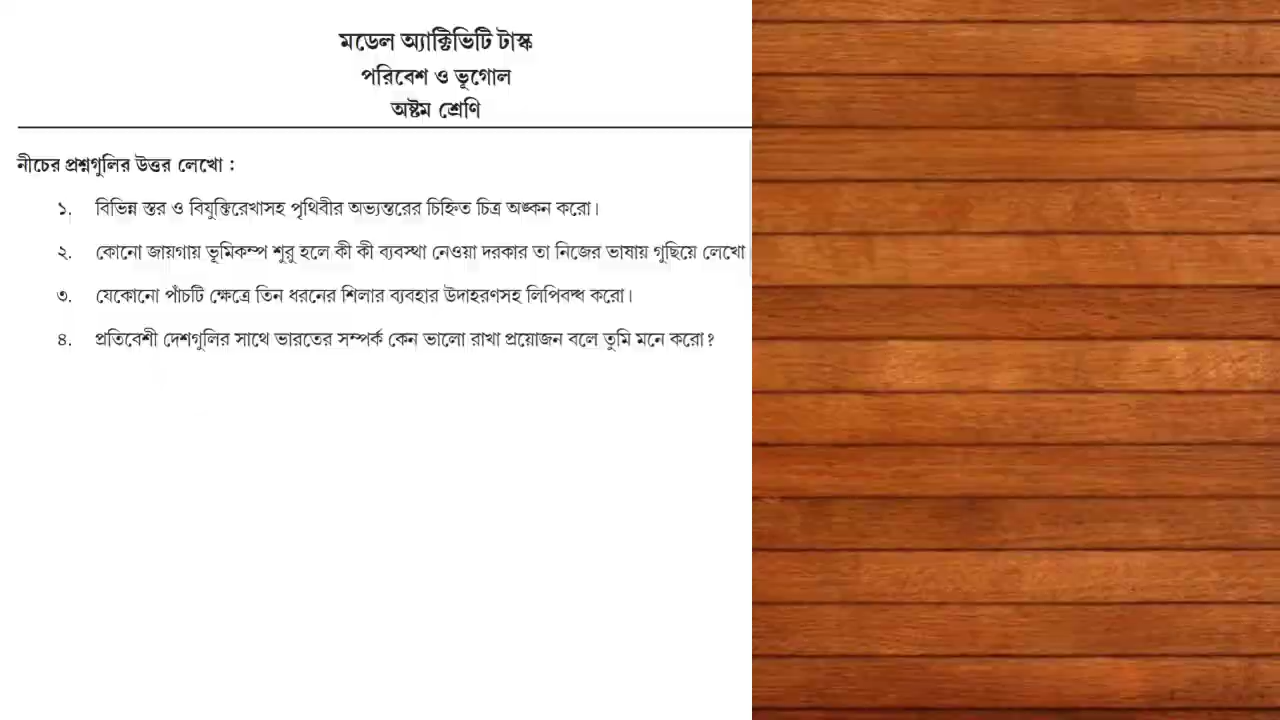 মডেল অ্যাক্টিভিটি টাস্ক
পরিবেশ ও ভূগোল
অষ্টম শ্রেণি
নীচের প্রশ্নগুলির উত্তর লেখো :
১. বিভিন্ন স্তর ও বিযুক্তিরেখাসহ পৃথিবীর অভ্যন্তরের চিহ্নিত চিত্র অঙ্কন করো।
২. কোনো জায়গায় ভূমিকম্প শুরু হলে কী কী ব্যবস্থা নেওয়া দরকার তা নিজের ভাষায় গুছিয়ে লেখো
৩. যেকোনো পাঁচটি ক্ষেত্রে তিন ধরনের শিলার ব্যবহার উদাহরণসহ লিপিবদ্ধ করো।
৪. প্রতিবেশী দেশগুলির সাথে ভারতের সম্পর্ক কেন ভালো রাখা প্রয়োজন বলে তুমি মনে করো?